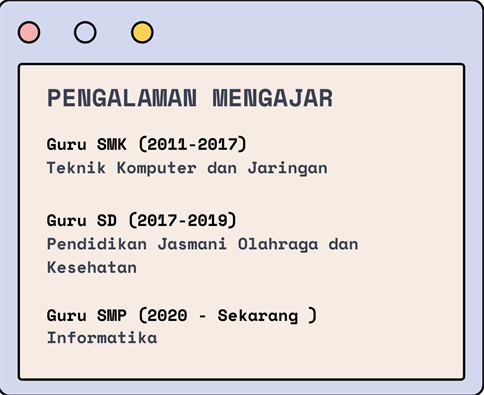 PENGALAMAN MENGAJAR
Guru SMK (2011-2017)
Teknik Komputer dan Jaringan
Guru SD (2017-2019)
Pendidikan Jasmani Olahraga dan
Kesehatan
Guru SMP (2020 - Sekarang )
Informatika